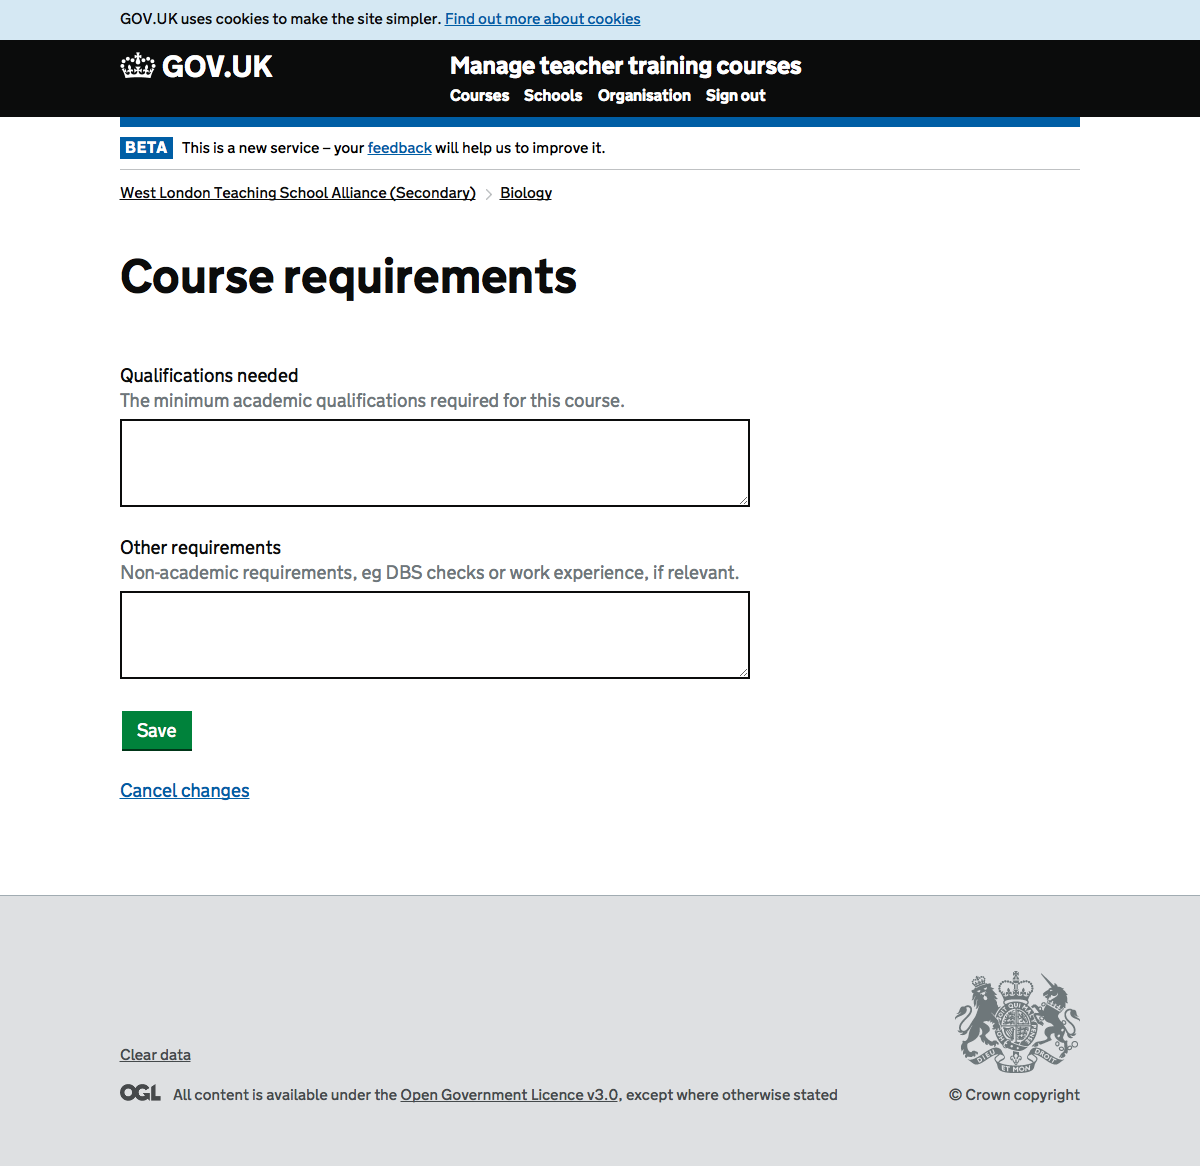 GOV.UK uses cookies to make the site simpler. Find out more about cookies
GOV.UK
Manage teacher training courses
Courses Schools Organisation Sign out
BETA This is a new service – your feedback will help us to improve it.
West London Teaching School Alliance (Secondary) Biology
Course requirements
Qualifications needed
The minimum academic qualifications required for this course.
Other requirements
Non-academic requirements, eg DBS checks or work experience, if relevant.
Save
Cancel changes
Clear data
DIEU ET MON DROIT
OGL All content is available under the Open Government Licence v3.0, except where otherwise stated
© Crown copyright